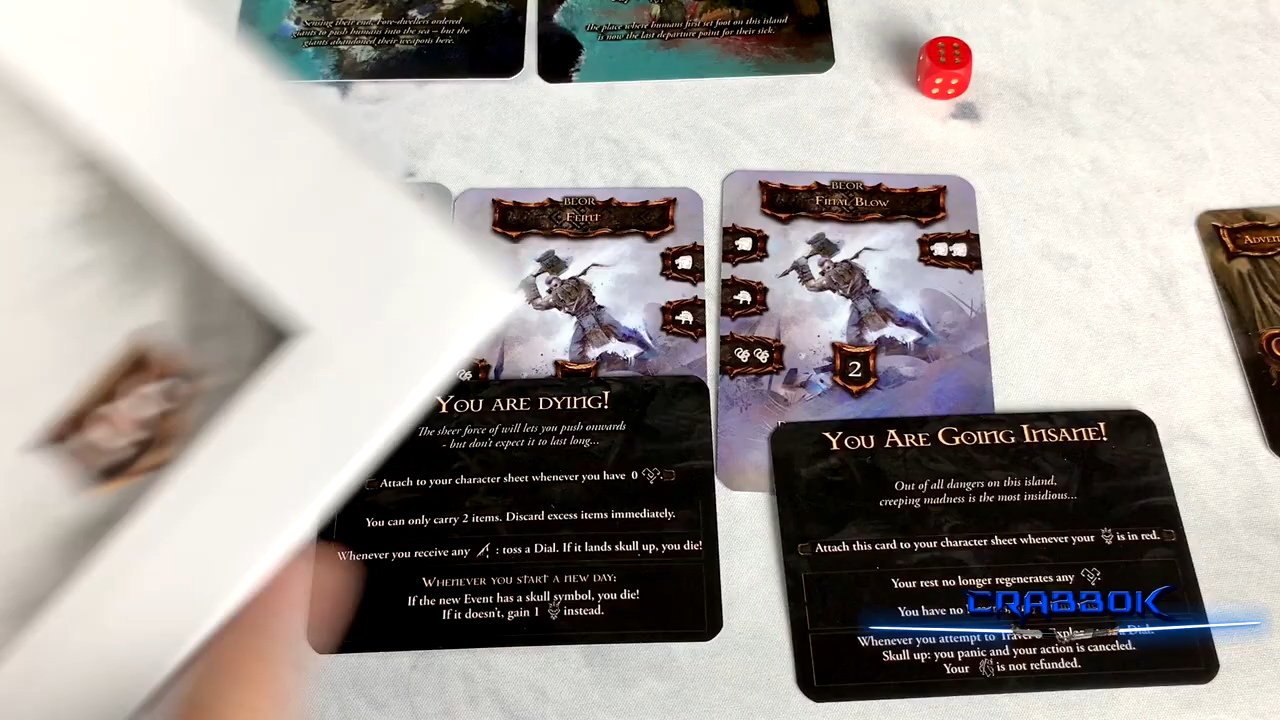 Sensing their end, Fore-dwellers ordered
giants to push humans into the sea – but the
giants abandoned their weapons here.
The place where humans first set foot on this island
is now the last departure point for their sick.
BEOR
Feint
BEOR
Final Blow
2
You are dying!
The sheer force of will lets you push onwards
- but don't expect it to last long...
Attach to your character sheet whenever you have 0
You can only carry 2 items. Discard excess items immediately.
Whenever you receive any : toss a Dial. If it lands skull up, you die!
Whenever you start a new day:
If the new Event has a skull symbol, you die!
If it doesn't, gain 1 instead.
You Are Going Insane!
Out of all dangers on this island,
creeping madness is the most insidious...
Attach this card to your character sheet whenever your is in red.
Your rest no longer regenerates any
You have no
Whenever you attempt to Dial.
Skull up: you panic and your action is canceled.
Your is not refunded.
CRABBOK